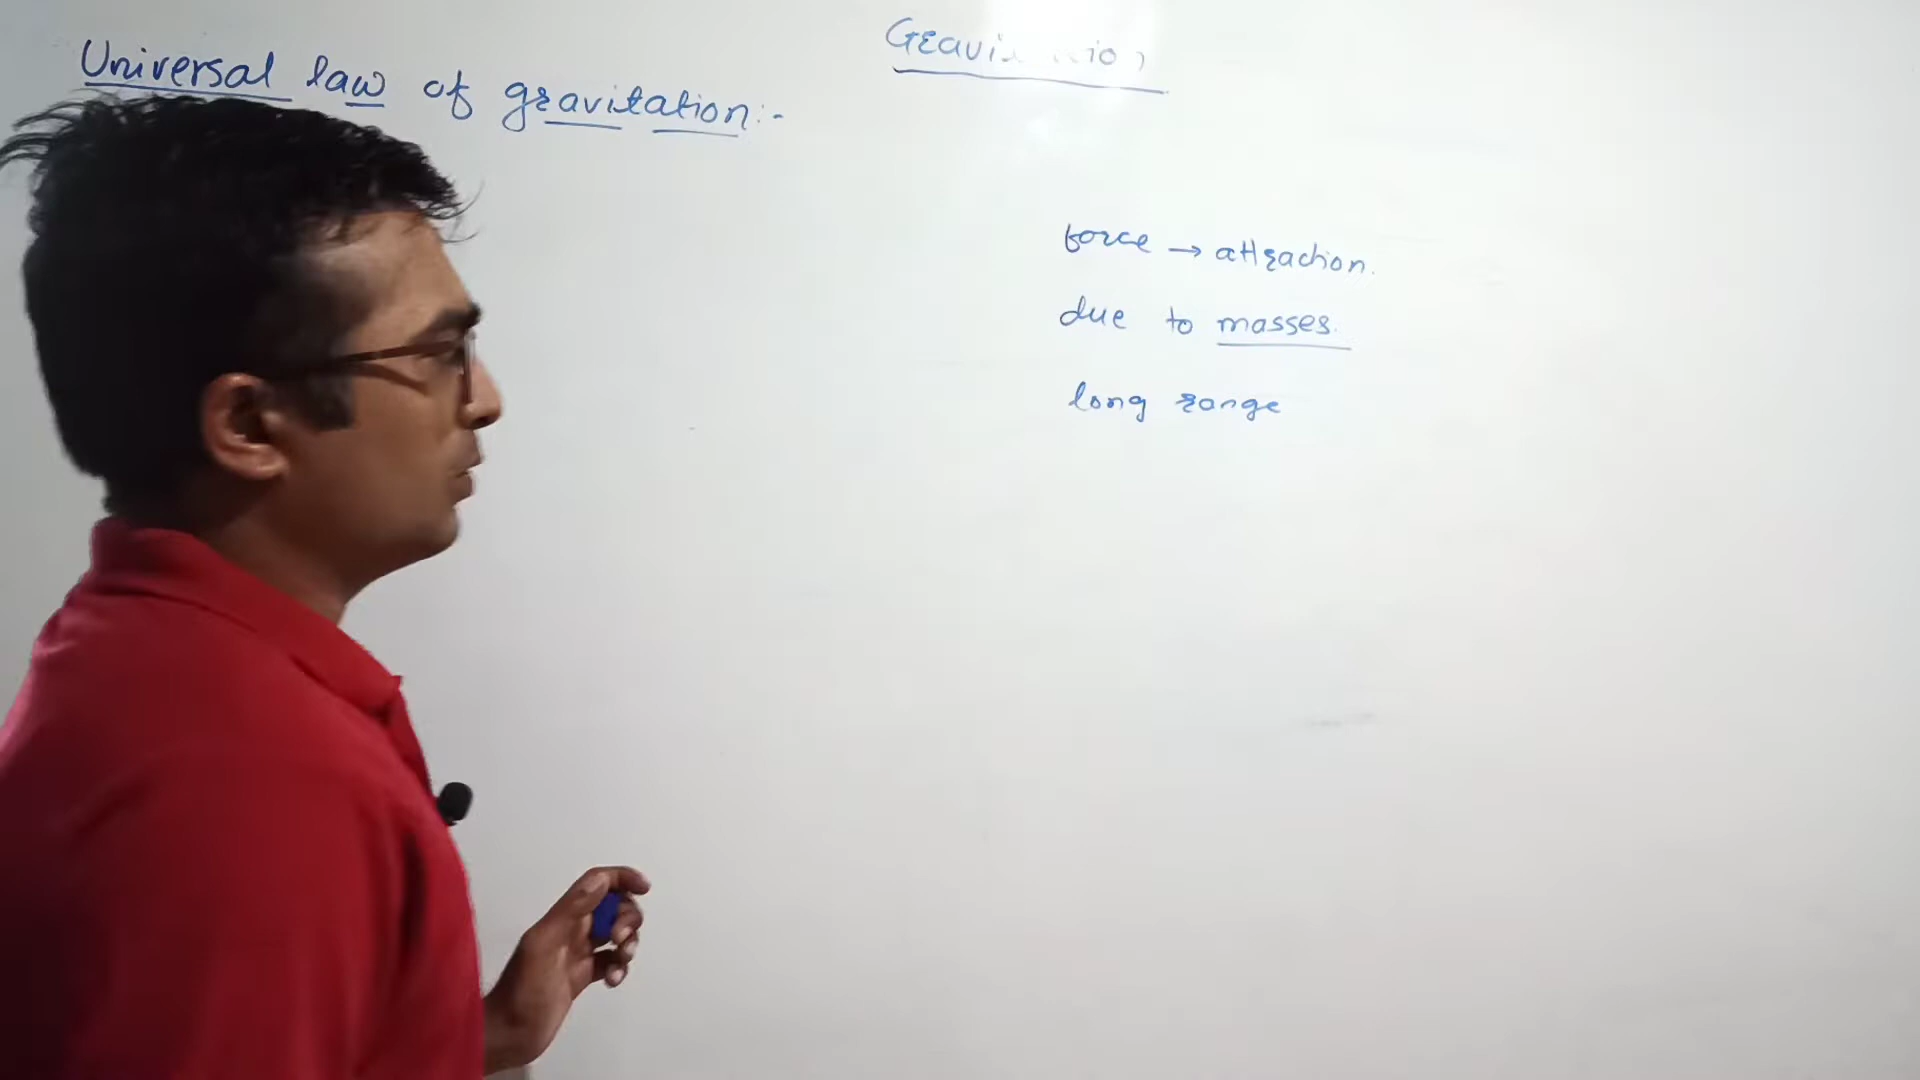 Universal law of gravitation:-
force → attraction.
due to masses.
long range